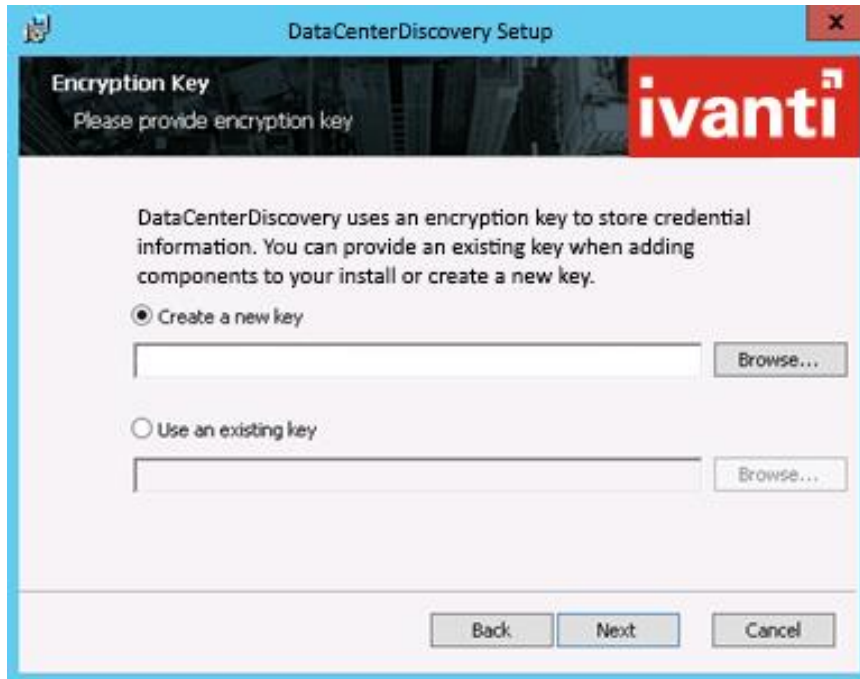 DataCenterDiscovery Setup
Encryption Key
Please provide encryption key
ivanti
DataCenterDiscovery uses an encryption key to store credential
information. You can provide an existing key when adding
components to your install or create a new key.
Create a new key
Browse...
Use an existing key
Browse...
Back
Next
Cancel